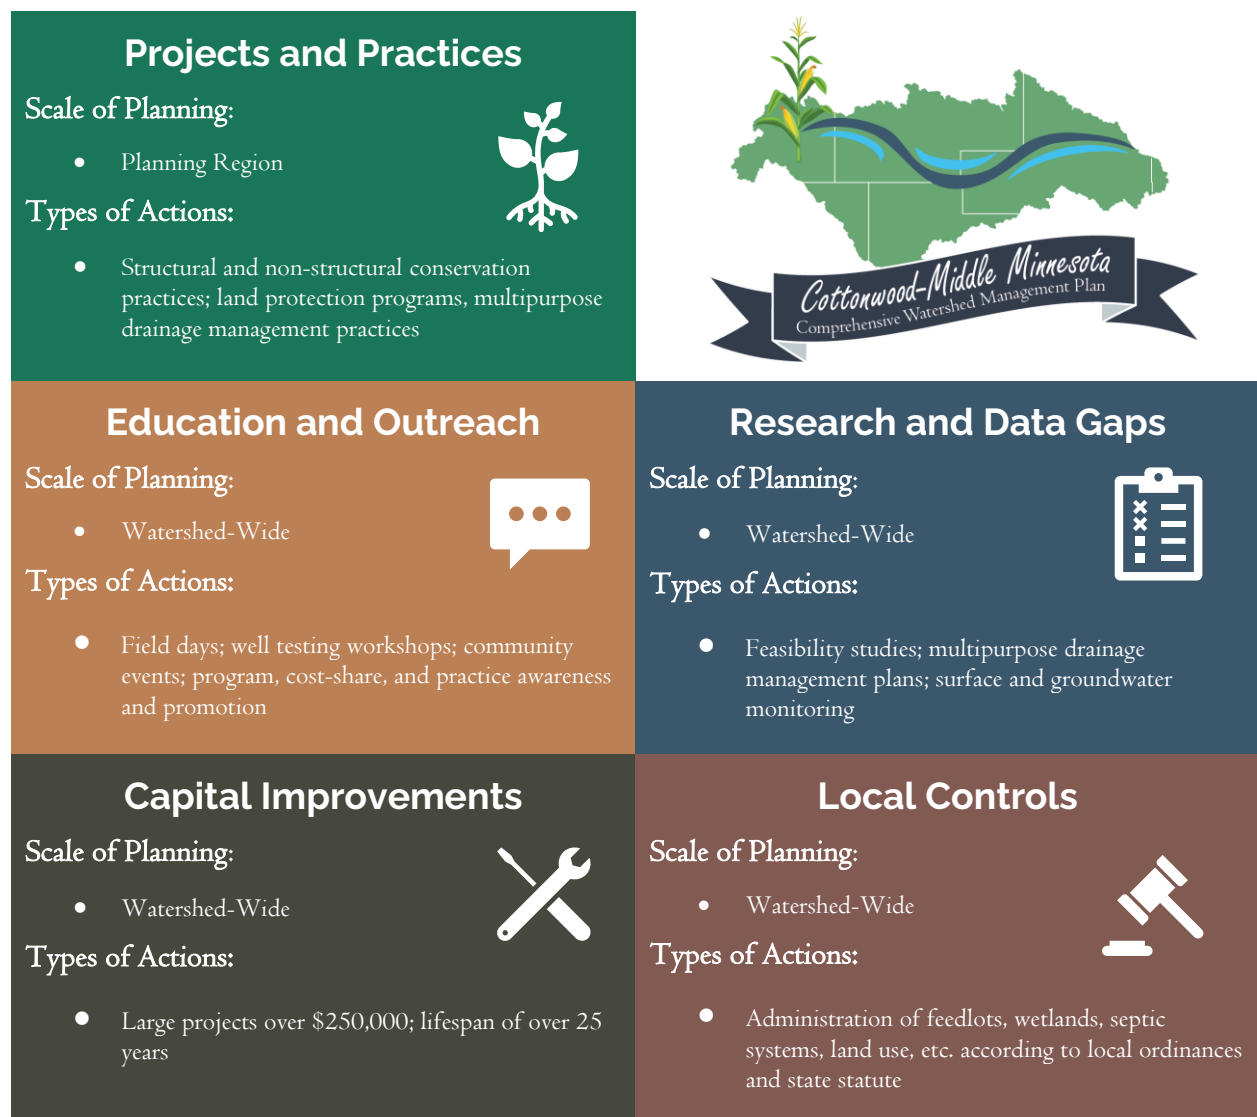 Projects and Practices
Scale of Planning:
• Planning Region
Types of Actions:
• Structural and non-structural conservation
practices; land protection programs, multipurpose
drainage management practices
Cottonwood-Middle Minnesota
Comprehensive Watershed Management Plan
Education and Outreach
Scale of Planning:
• Watershed-Wide
Types of Actions:
• Field days; well testing workshops; community
events; program, cost-share, and practice awareness
and promotion
Research and Data Gaps
Scale of Planning:
• Watershed-Wide
Types of Actions:
• Feasibility studies; multipurpose drainage
management plans; surface and groundwater
monitoring
Capital Improvements
Scale of Planning:
• Watershed-Wide
Types of Actions:
• Large projects over $250,000; lifespan of over 25
years
Local Controls
Scale of Planning:
• Watershed-Wide
Types of Actions:
• Administration of feedlots, wetlands, septic
systems, land use, etc. according to local ordinances
and state statute